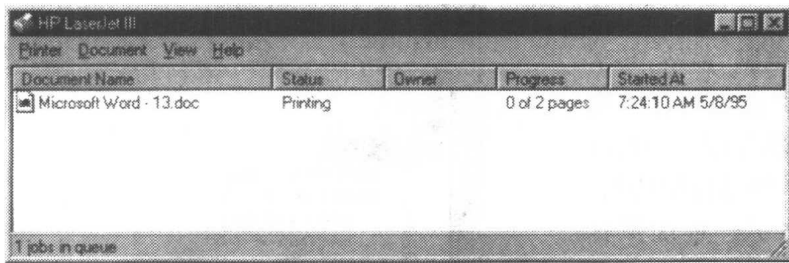 HP LaserJet III
Printer Document View Help
Document Name Status Owner Progress Started At
Microsoft Word - 13.doc Printing 0 of 2 pages 7:24:10 AM 5/8/95
1 jobs in queue